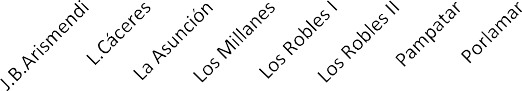 J.B.Arismendi
L.Cáceres
La Asunción
Los Millanes
Los Robles I
Los Robles II
Pampatar
Porlamar